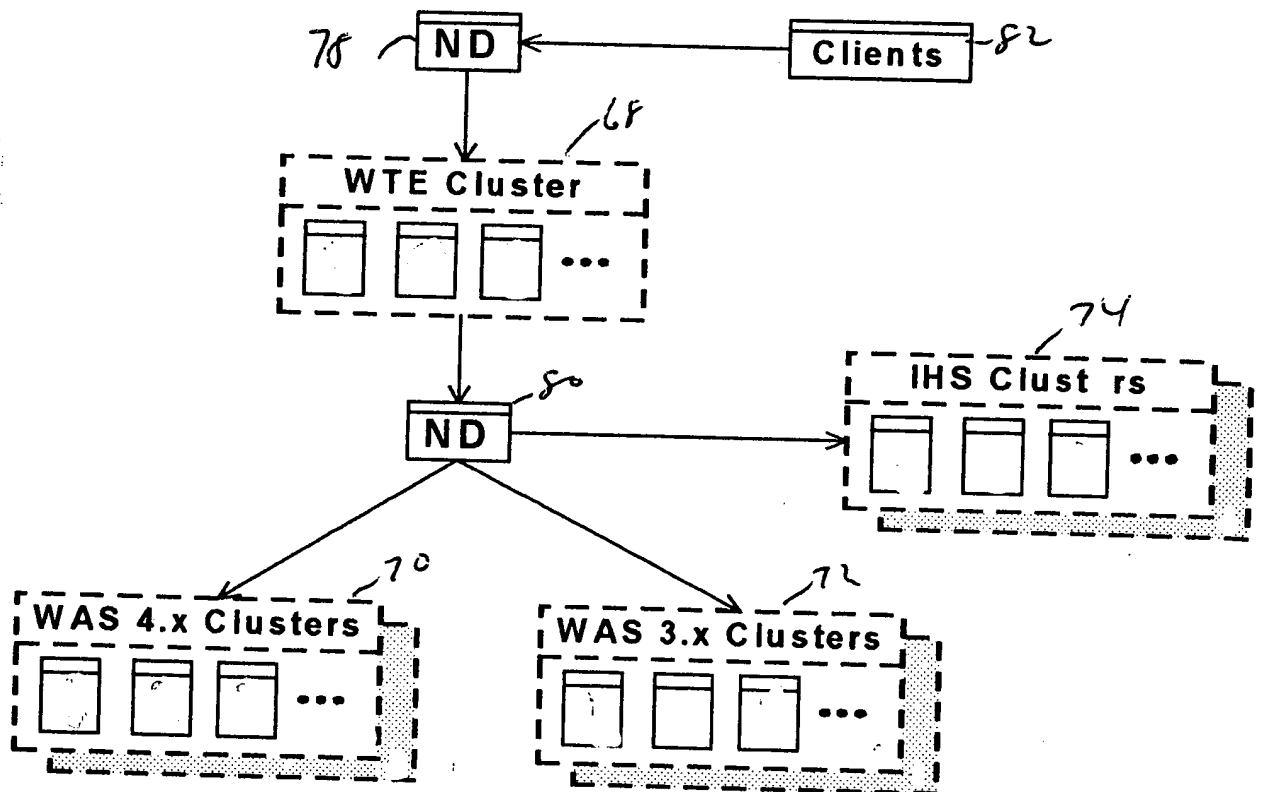 78
ND
Clients
82
68
WTE Cluster
•••
74
IHS Clust rs
•••
80
ND
70
WAS 4.x Clusters
•••
72
WAS 3.x Clusters
•••